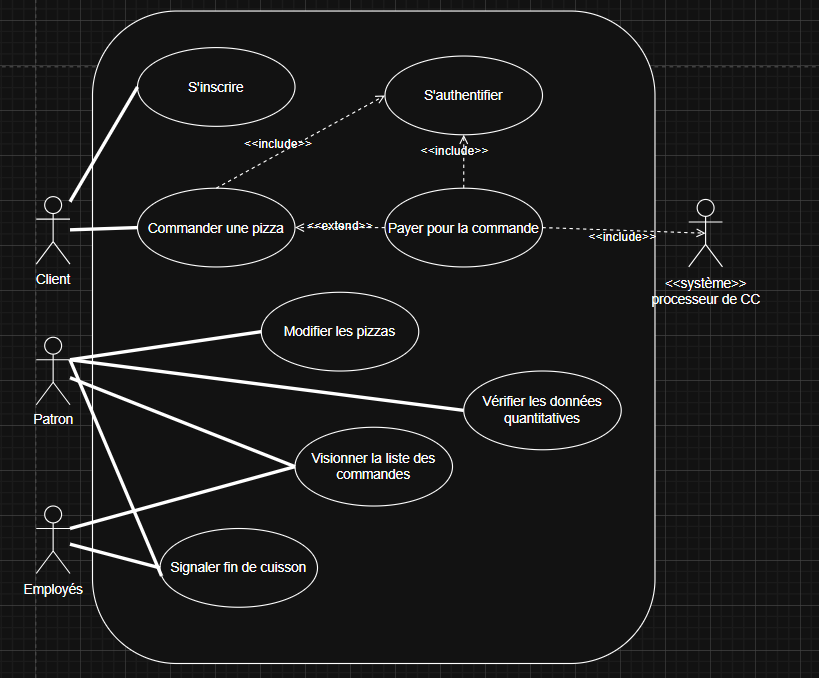 S'inscrire
S'authentifier
<<include>>
<<include>>
Commander une pizza
<<extend>>
Payer pour la commande
<<include>>
Client
<<système>>
processeur de CC
Modifier les pizzas
Patron
Vérifier les données
quantitatives
Visionner la liste des
commandes
Signaler fin de cuisson
Employés